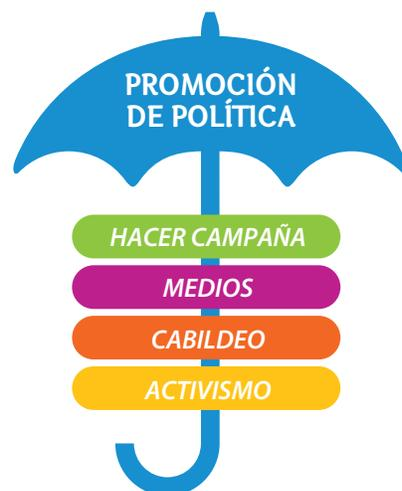 PROMOCIÓN
DE POLÍTICA
HACER CAMPAÑA
MEDIOS
CABILDEO
ACTIVISMO